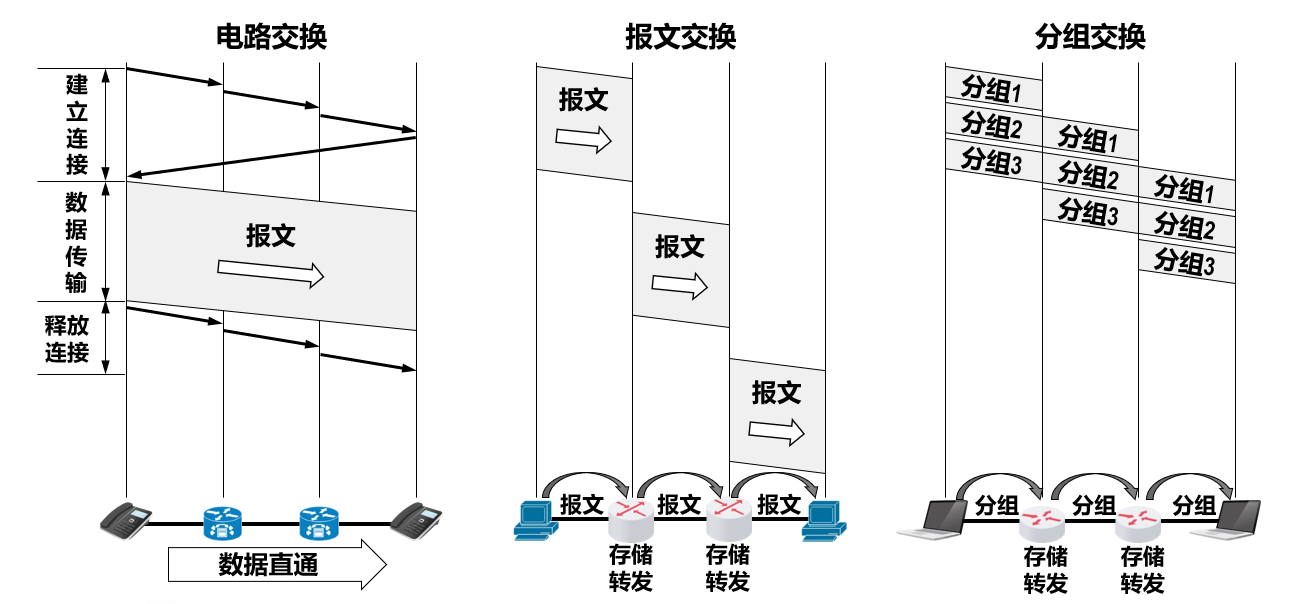 电路交换
建立连接
数据传输
释放
连接
报文
数据直通
报文交换
报文
报文
报文
报文
报文
报文
存储
转发
存储
转发
分组交换
分组1
分组2
分组1
分组3
分组2
分组1
分组3
分组2
分组3
分组
分组
分组
存储
转发
存储
转发